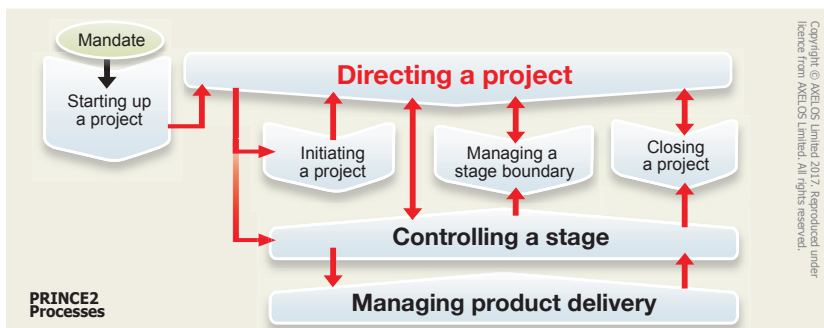 Mandate
Directing a project
Starting up
a project
Initiating
a project
Managing a
stage boundary
Closing
a project
Controlling a stage
Managing product delivery
PRINCE2
Processes
Copyright © AXELOS Limited 2017. Reproduced under
licence from AXELOS Limited. All rights reserved.